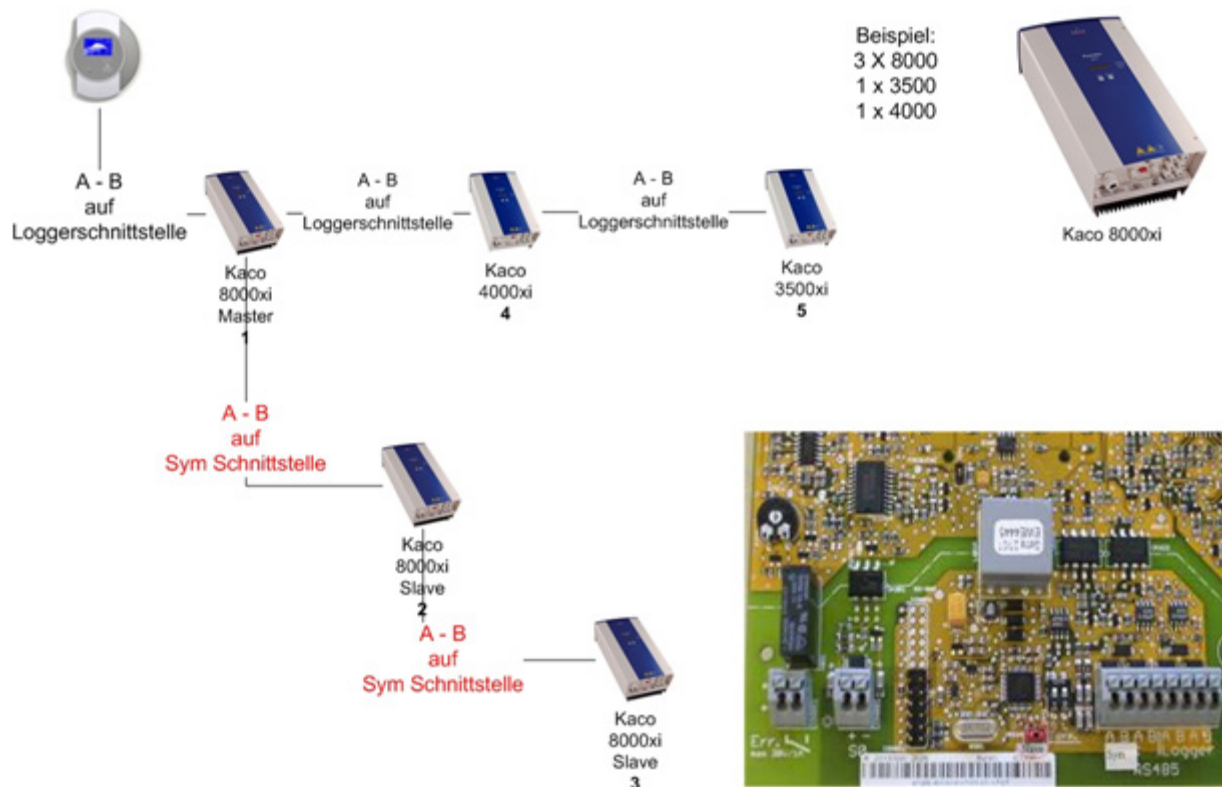 Beispiel:
3 X 8000
1 x 3500
1 x 4000
Kaco 8000xi
A - B
auf
Loggerschnittstelle
Kaco
8000xi
Master
1
A - B
auf
Loggerschnittstelle
Kaco
4000xi
4
A - B
auf
Loggerschnittstelle
Kaco
3500xi
5
A - B
auf
Sym Schnittstelle
Kaco
8000xi
Slave
2
A - B
auf
Sym Schnittstelle
Kaco
8000xi
Slave
3
Err.
S0
+ -
A B A B A B A B
Sym.
Logger
RS485